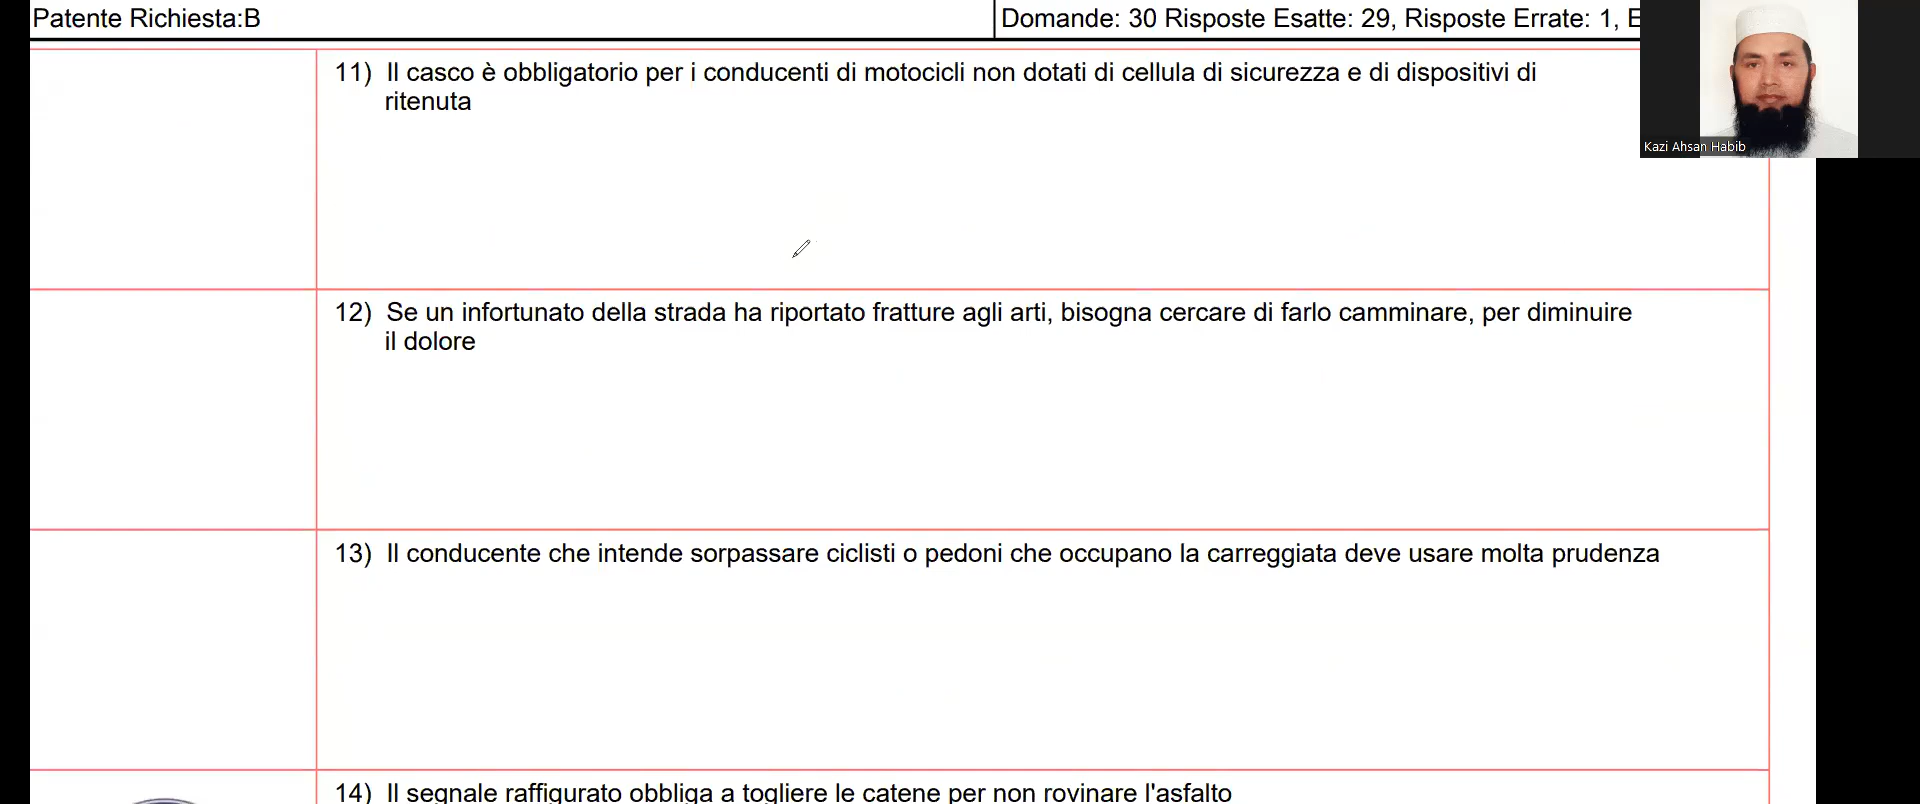 Patente Richiesta:B
Domande: 30 Risposte Esatte: 29, Risposte Errate: 1, E
Kazi Ahsan Habib
11) Il casco è obbligatorio per i conducenti di motocicli non dotati di cellula di sicurezza e di dispositivi di
ritenuta
12) Se un infortunato della strada ha riportato fratture agli arti, bisogna cercare di farlo camminare, per diminuire
il dolore
13) Il conducente che intende sorpassare ciclisti o pedoni che occupano la carreggiata deve usare molta prudenza
14) Il segnale raffigurato obbliga a togliere le catene per non rovinare l'asfalto